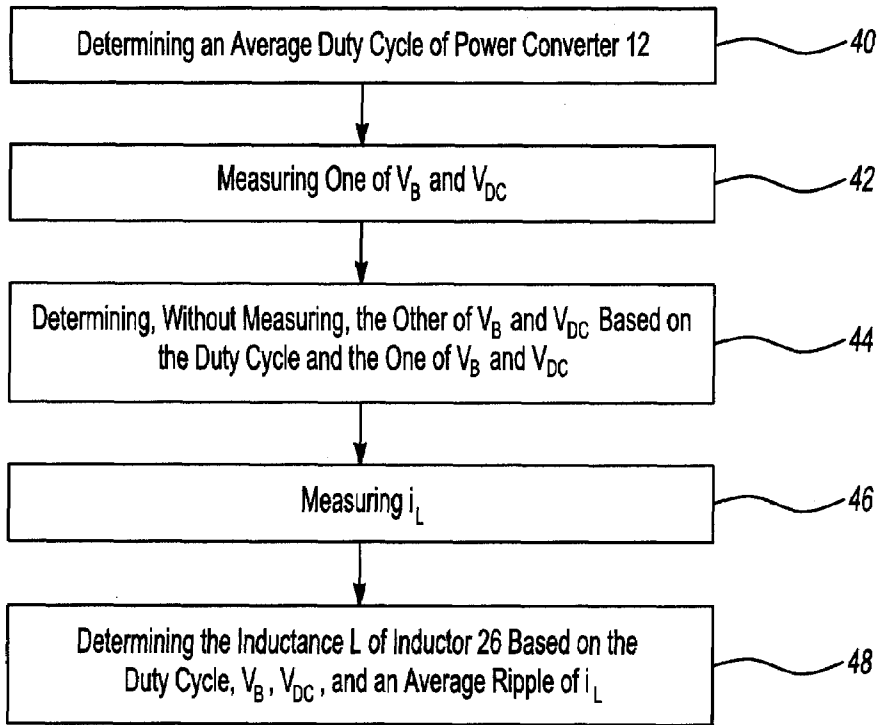 Determining an Average Duty Cycle of Power Converter 12
40
Measuring One of V_B and V_DC
42
Determining, Without Measuring, the Other of V_B and V_DC Based on
the Duty Cycle and the One of V_B and V_DC
44
Measuring i_L
46
Determining the Inductance L of Inductor 26 Based on the
Duty Cycle, V_B, V_DC, and an Average Ripple of i_L
48